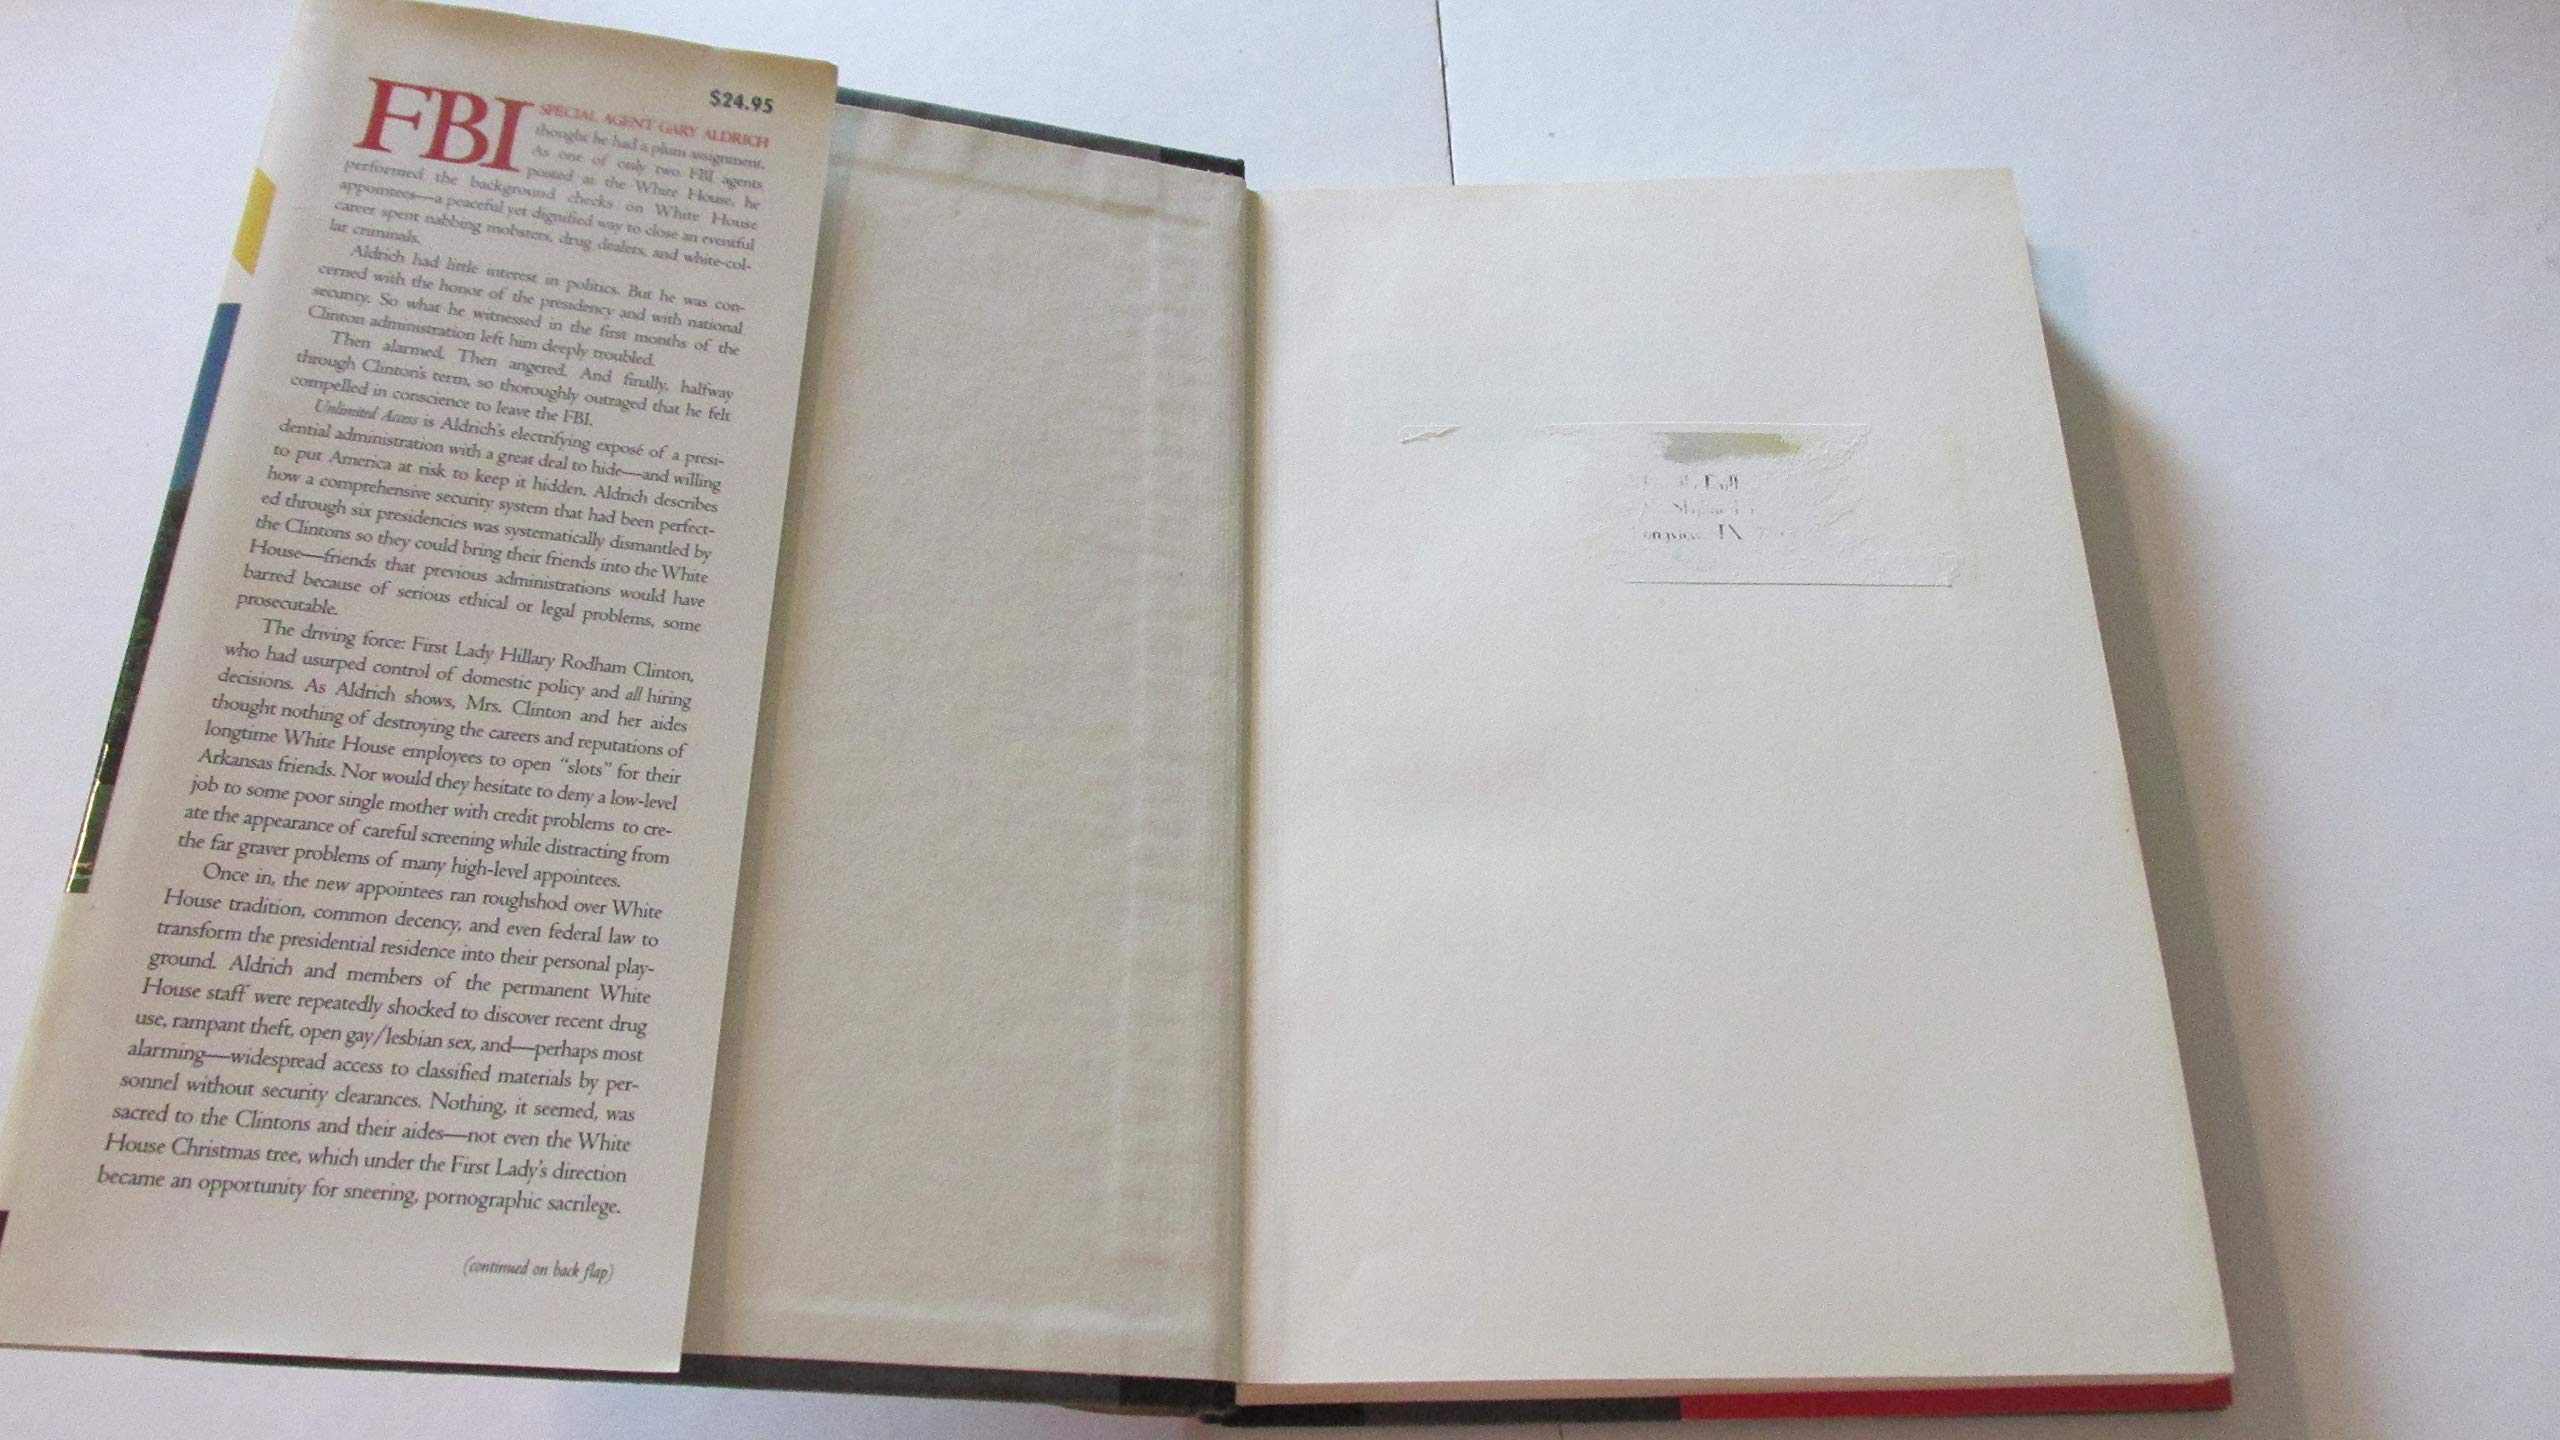 $24.95
FBI SPECIAL AGENT GARY ALDRICH
thought he had a plum assignment.
As one of only two FBI agents
posted at the White House, he
performed the background checks on White House
appointees—a peaceful yet dignified way to close an eventful
career spent nabbing mobsters, drug dealers, and white-col-
lar criminals.
Aldrich had little interest in politics. But he was con-
cerned with the honor of the presidency and with national
security. So what he witnessed in the first months of the
Clinton administration left him deeply troubled.
Then alarmed. Then angered. And finally, halfway
through Clinton's term, so thoroughly outraged that he felt
compelled in conscience to leave the FBI.
Unlimited Access is Aldrich's electrifying exposé of a presi-
dential administration with a great deal to hide—and willing
to put America at risk to keep it hidden. Aldrich describes
how a comprehensive security system that had been perfect-
ed through six presidencies was systematically dismantled by
the Clintons so they could bring their friends into the White
House—friends that previous administrations would have
barred because of serious ethical or legal problems, some
prosecutable.
The driving force: First Lady Hillary Rodham Clinton,
who had usurped control of domestic policy and all hiring
decisions. As Aldrich shows, Mrs. Clinton and her aides
thought nothing of destroying the careers and reputations of
longtime White House employees to open "slots" for their
Arkansas friends. Nor would they hesitate to deny a low-level
job to some poor single mother with credit problems to cre-
ate the appearance of careful screening while distracting from
the far graver problems of many high-level appointees.
Once in, the new appointees ran roughshod over White
House tradition, common decency, and even federal law to
transform the presidential residence into their personal play-
ground. Aldrich and members of the permanent White
House staff were repeatedly shocked to discover recent drug
use, rampant theft, open gay/lesbian sex, and—perhaps most
alarming—widespread access to classified materials by per-
sonnel without security clearances. Nothing, it seemed, was
sacred to the Clintons and their aides—not even the White
House Christmas tree, which under the First Lady's direction
became an opportunity for sneering, pornographic sacrilege.
(continued on back flap)
TX